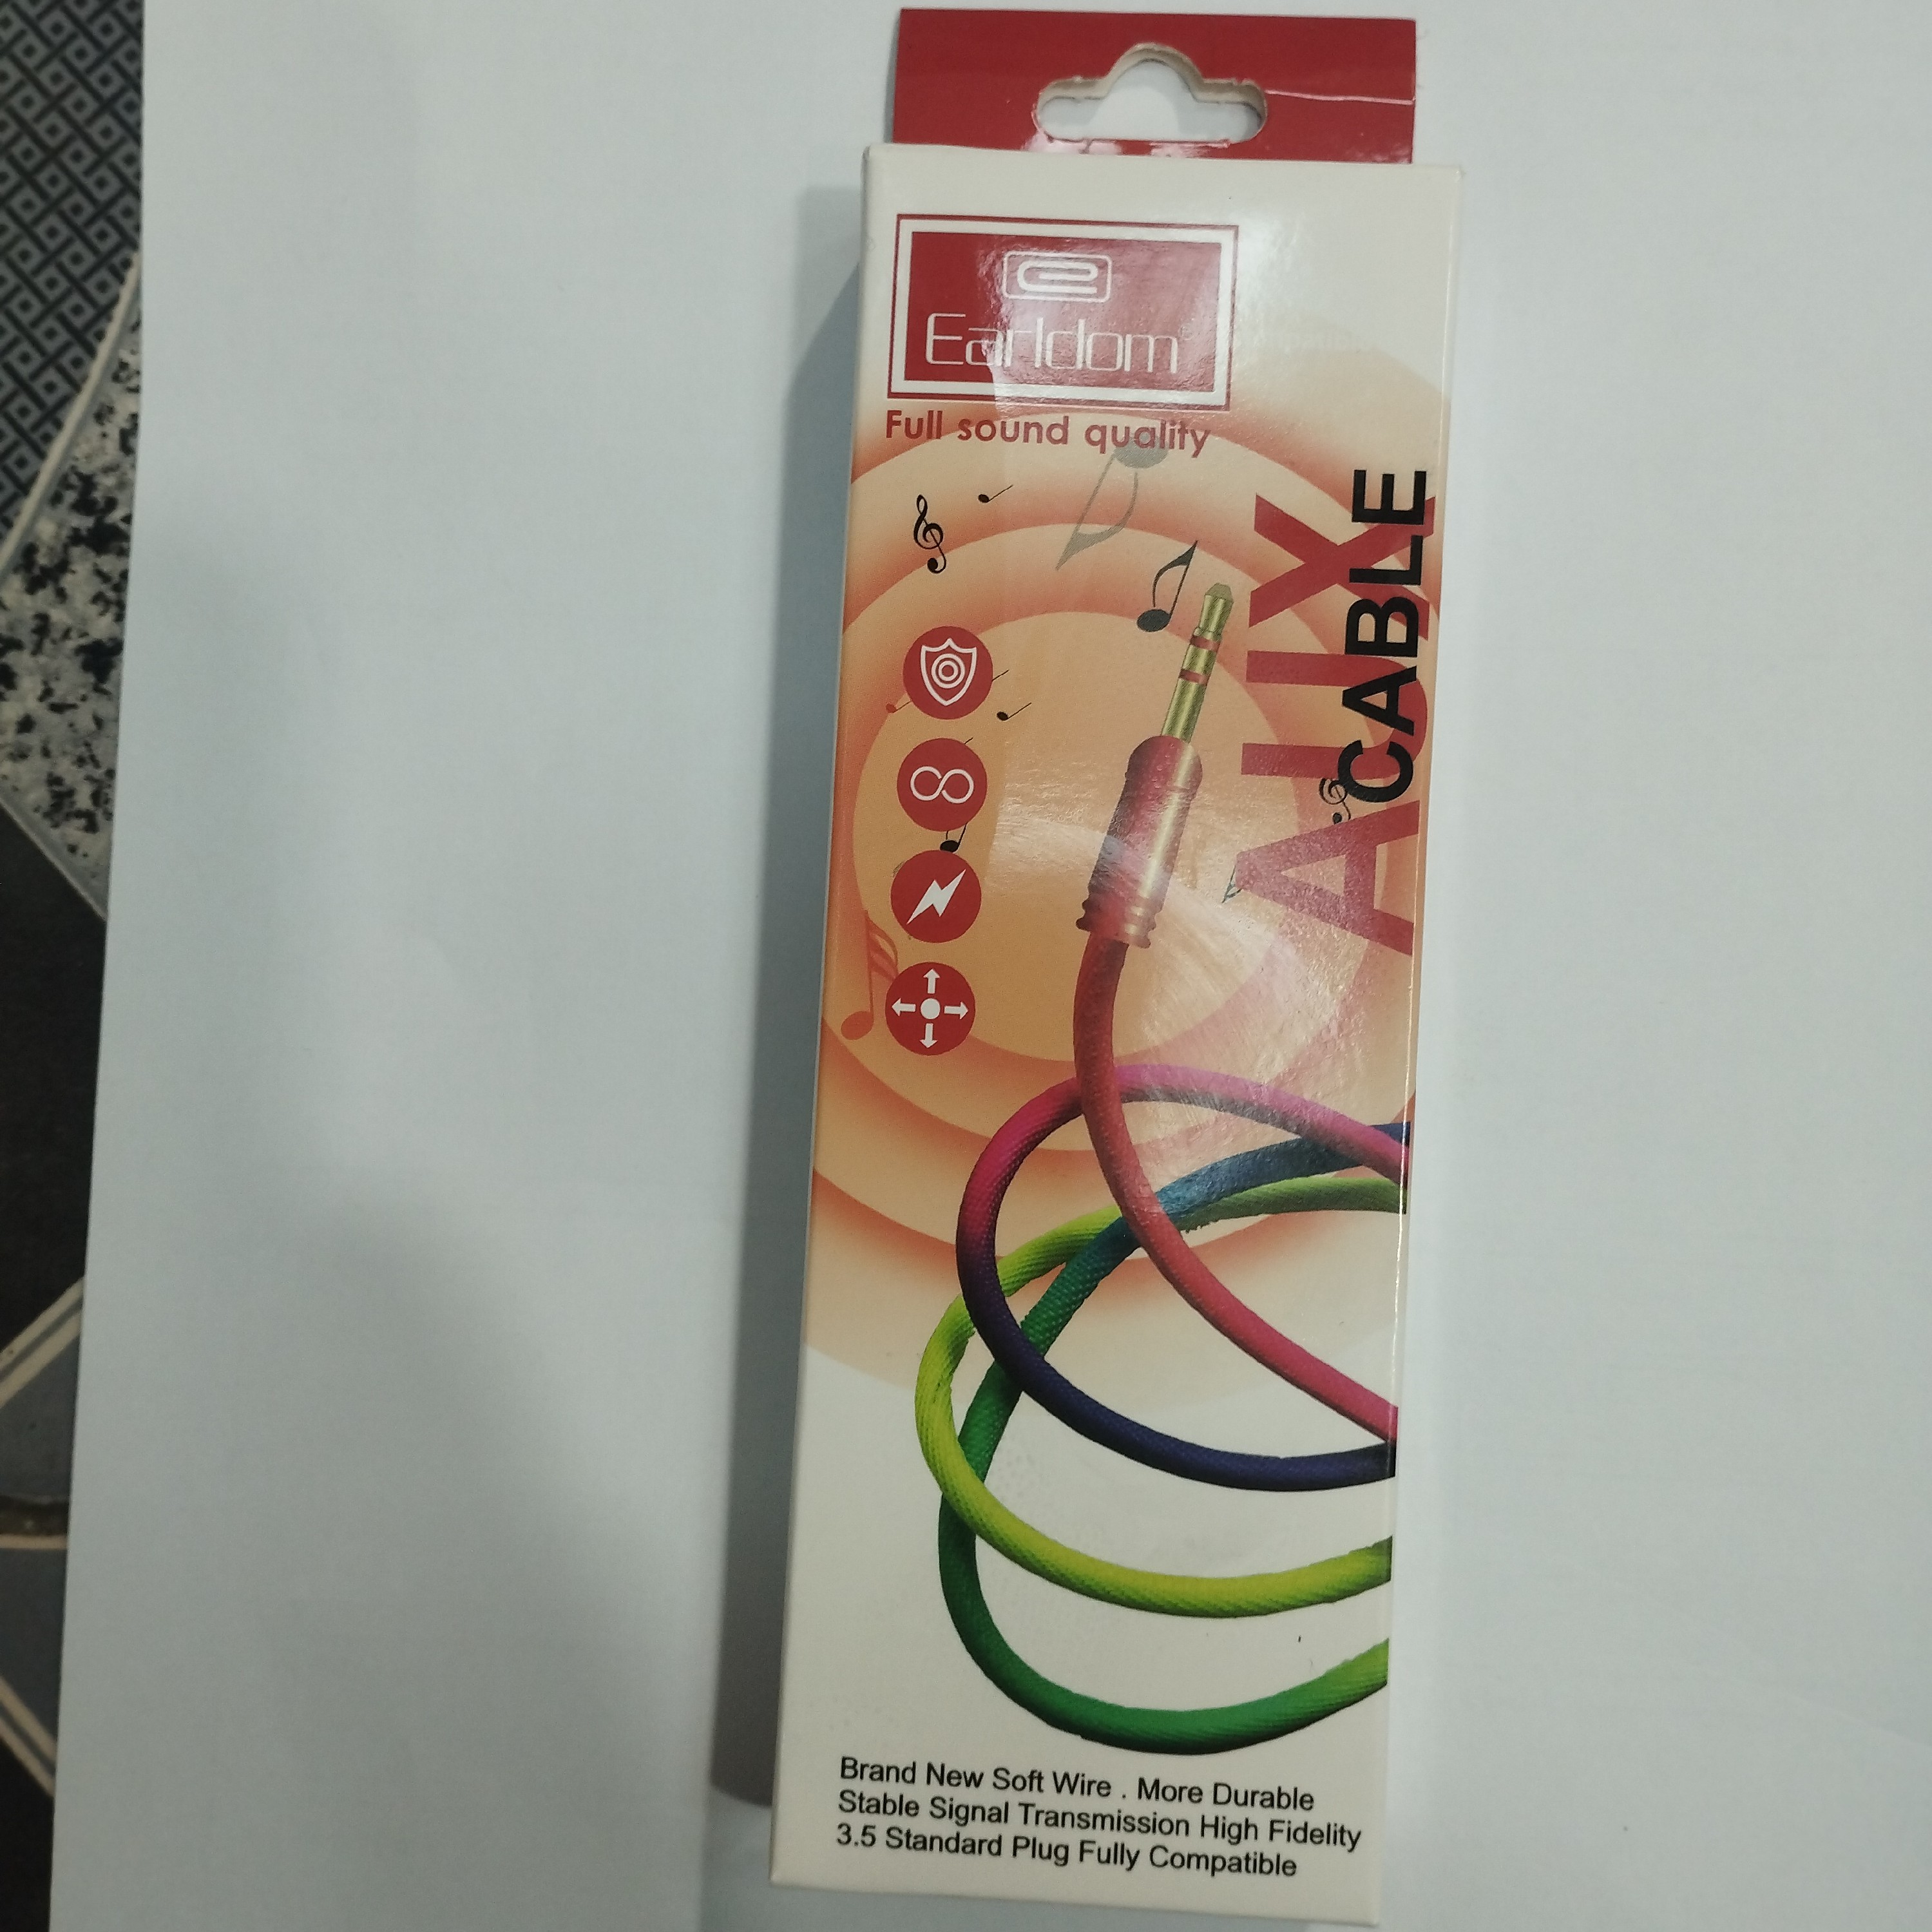 Earldom
Full sound quality
AUX
CABLE
Brand New Soft Wire . More Durable
Stable Signal Transmission High Fidelity
3.5 Standard Plug Fully Compatible